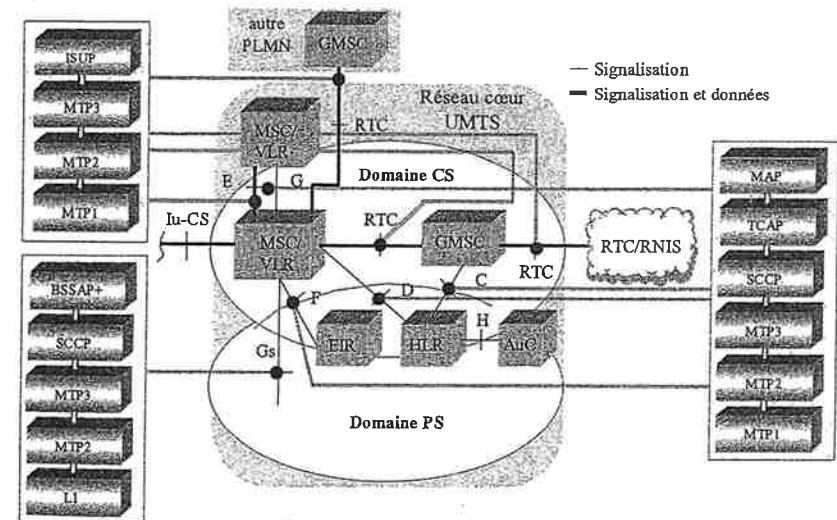 autre
PLMN
GMSC
ISUP
MTP3
MTP2
MTP1
Signalisation
Signalisation et données
Réseau cœur
UMTS
MSC/
VLR
RTC
Domaine CS
E
G
Iu-CS
MSC/
VLR
RTC
GMSC
RTC
RTC/RNIS
MAP
TCAP
SCCP
MTP3
MTP2
MTP1
BSSAP+
SCCP
MTP3
MTP2
L1
F
D
C
H
EIR
HLR
AuC
Gs
Domaine PS